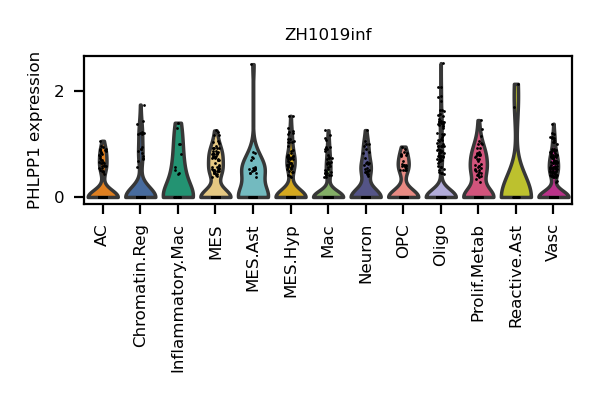 ZH1019inf
PHLPP1 expression
2
0
AC
Chromatin.Reg
Inflammatory.Mac
MES
MES.Ast
MES.Hyp
Mac
Neuron
OPC
Oligo
Prolif.Metab
Reactive.Ast
Vasc